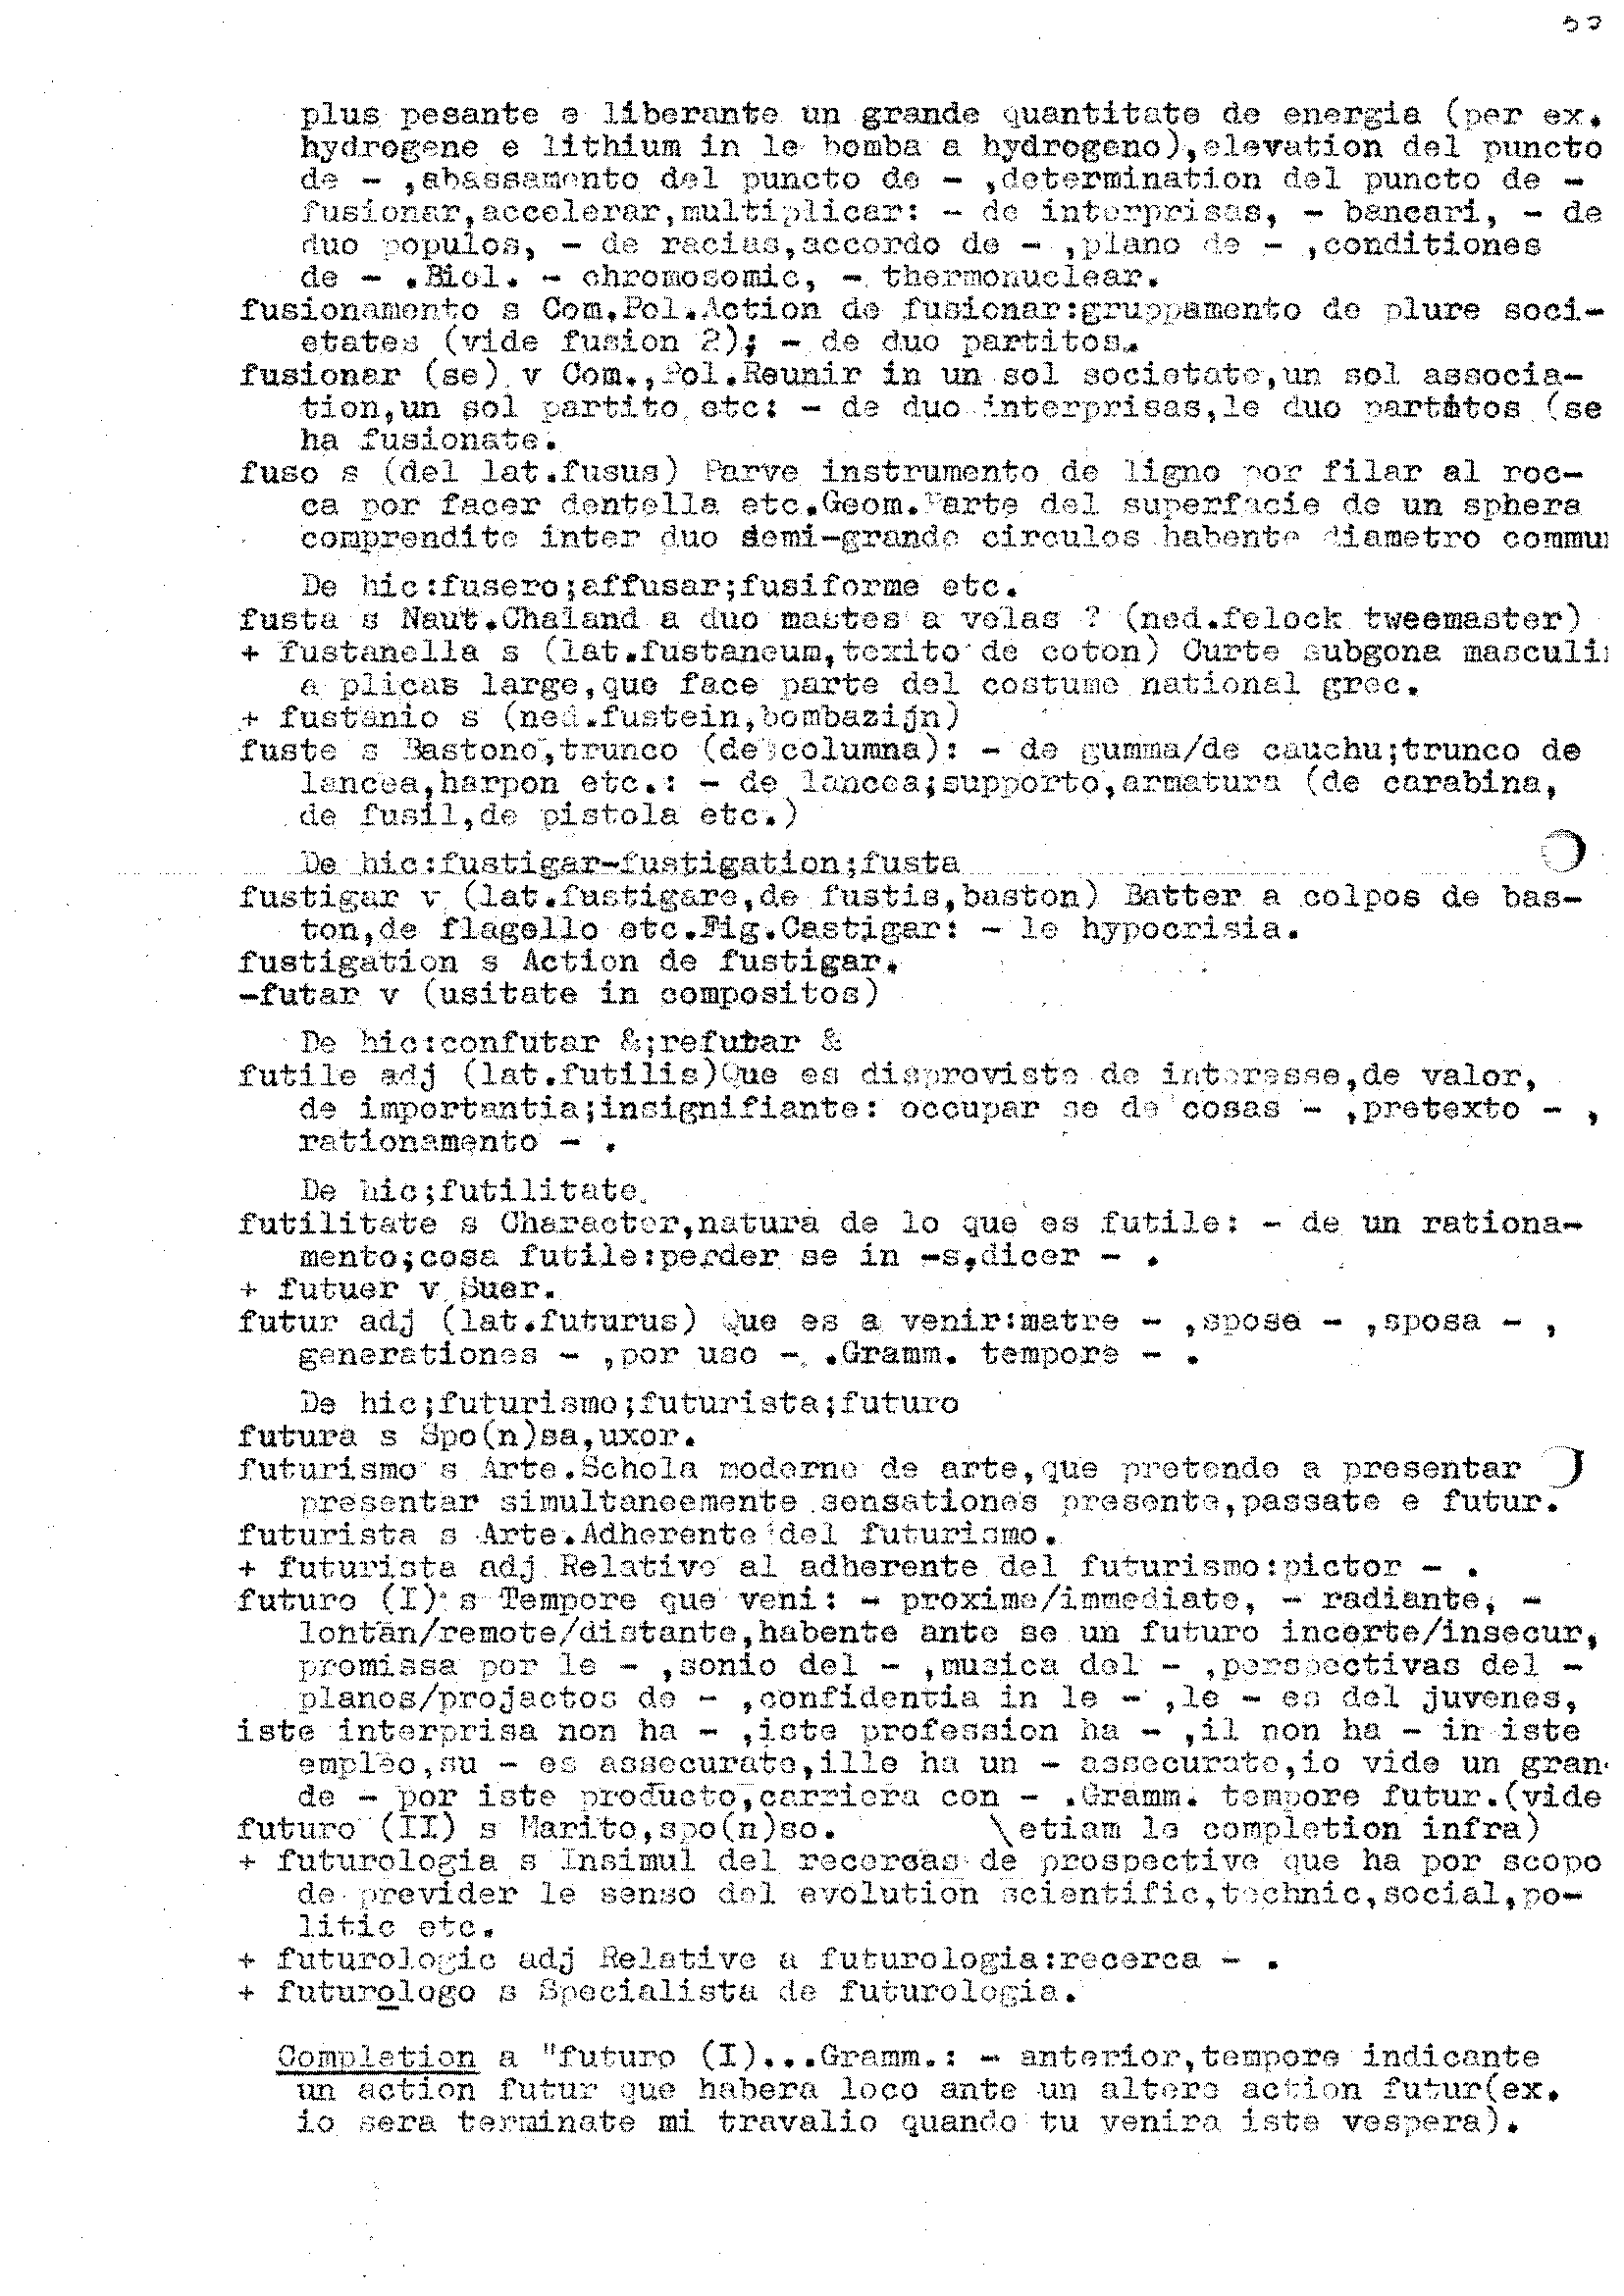 plus pesante e liberante un grande quantitate de energia (per ex.
hydrogene e lithium in le bomba a hydrogeno),elevation del puncto
de - ,abassamento del puncto de - ,determination del puncto de -
fusionar,accelerar,multiplicar: - de interprisas, - bancari, - de
duo populos, - de racias,accordo de - ,plano de - ,conditiones
de - .Biol. - chromosomic, - thermonuclear.
fusionamento s Com.Pol.Action de fusionar:gruppamento de plure soci-
etates (vide fusion 2); - de duo partitos.
fusionar (se) v Com.,Pol.Reunir in un sol societate,un sol associa-
tion,un sol partito etc: - de duo interprisas,le duo partitos (se
ha fusionate.
fuso s (del lat.fusus) Parve instrumento de ligno por filar al roc-
ca por facer dentella etc.Geom.Parte del superfacie de un sphera
comprendite inter duo demi-grande circulos habente diametro commu
De hic:fusero;affusar;fusiforme etc.
fusta s Naut.Chaland a duo mastes a velas ? (ned.felock tweemaster)
+ fustanella s (lat.fustaneum,texito de coton) Curte subgona masculi
a plicas large,que face parte del costume national grec.
+ fustanio s (ned.fustein,bombazijn)
fuste s Bastono,trunco (de columna): - de gumma/de cauchu;trunco de
lancea,harpon etc.: - de lancea;supporto,armatura (de carabina,
de fusil,de pistola etc.)
De hic:fustigar-fustigation;fusta
fustigar v (lat.fustigare,de fustis,baston) Batter a colpos de bas-
ton,de flagello etc.Fig.Castigar: - le hypocrisia.
fustigation s Action de fustigar.
-futar v (usitate in compositos)
De hic:confutar &;refutar &
futile adj (lat.futilis)Que es disproviste de interesse,de valor,
de importantia;insignifiante: occupar se de cosas - ,pretexto - ,
rationamento - .
De hic;futilitate.
futilitate s Character,natura de lo que es futile: - de un rationa-
mento;cosa futile:perder se in -s,dicer - .
+ futuer v Suer.
futur adj (lat.futurus) Que es a venir:matre - ,spose - ,sposa - ,
generationes - ,por uso - .Gramm. tempore - .
De hic;futurismo;futurista;futuro
futura s Spo(n)sa,uxor.
futurismo s Arte.Schola moderne de arte,que pretende a presentar
presentar simultaneemente sensationes presente,passate e futur.
futurista s Arte.Adherente del futurismo.
+ futurista adj Relative al adherente del futurismo:pictor - .
futuro (I) s Tempore que veni: - proxime/immediate, - radiante, -
lontan/remote/distante,habente ante se un futuro incerte/insecur,
promissa por le - ,sonio del - ,musica del - ,perspectivas del -
planos/projactos de - ,confidentia in le - ,le - es del juvenes,
iste interprisa non ha - ,iste profession ha - ,il non ha - in iste
empleo,su - es assecurate,ille ha un - assecurate,io vide un gran-
de - por iste producto,carriera con - .Gramm. tempore futur.(vide
futuro (II) s Marito,spo(n)so. \etiam le completion infra)
+ futurologia s Insimul del recercas de prospective que ha por scopo
de previder le senso del evolution scientific,technic,social,po-
litic etc.
+ futurologic adj Relative a futurologia:recerca - .
+ futurologo s Specialista de futurologia.
Completion a "futuro (I)...Gramm.: - anterior,tempore indicante
un action futur que habera loco ante un altere action futur(ex.
io sera terminate mi travalio quando tu venira iste vespera).